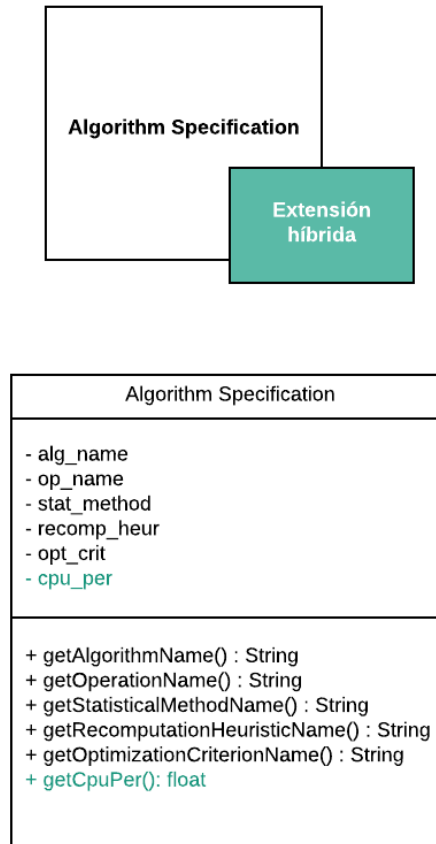 Algorithm Specification
Extensión
híbrida
Algorithm Specification
- alg_name
- op_name
- stat_method
- recomp_heur
- opt_crit
- cpu_per
+ getAlgorithmName() : String
+ getOperationName() : String
+ getStatisticalMethodName() : String
+ getRecomputationHeuristicName() : String
+ getOptimizationCriterionName() : String
+ getCpuPer(): float